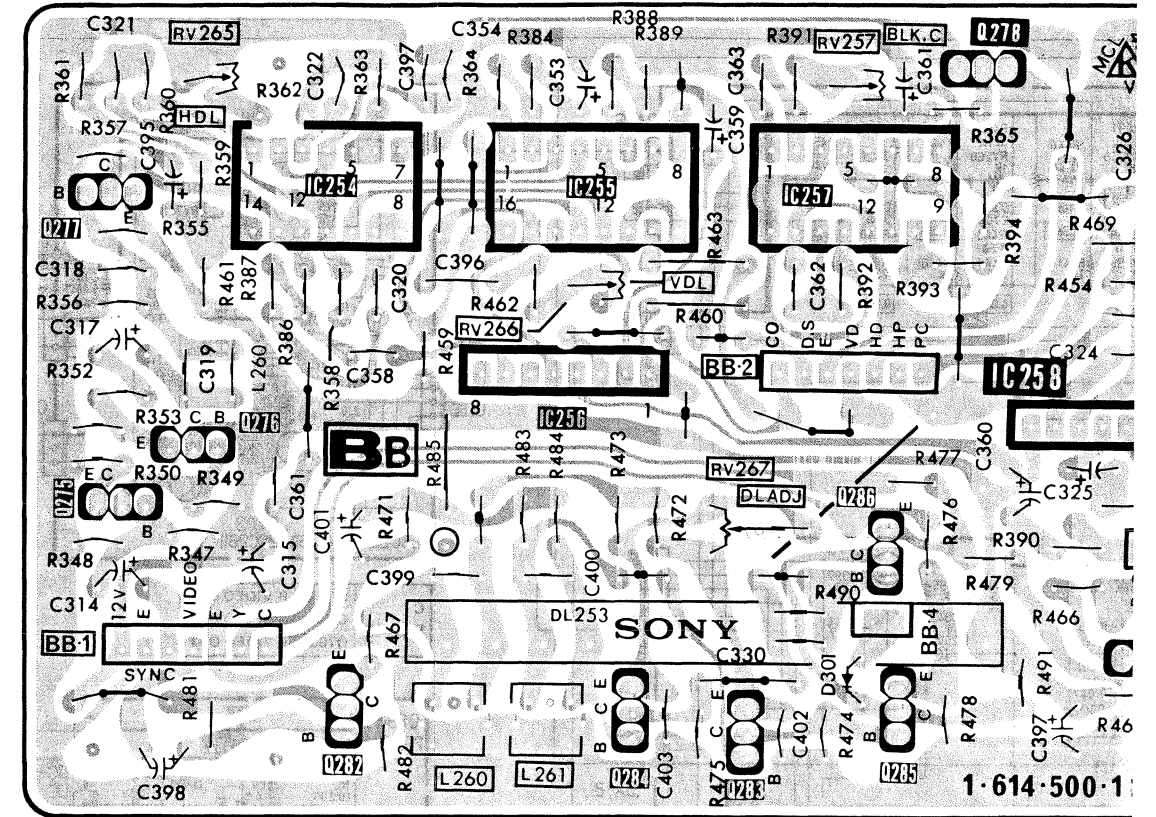 C321
RV265
C354
R388
R384
R389
R391
RV257
BLK.C
Q278
MCL
R361
R360
R362
C322
R363
C397
R364
C353
C363
C361
C359
HDL
R357
C395
R359
R365
C326
B
C
E
1
5
7
IC254
14
12
8
1
5
8
IC255
16
12
1
5
8
IC257
12
9
Q277
R355
R463
R394
R469
C318
R461
R387
C320
C396
VDL
C362
R392
R393
R454
R356
R462
R460
C317
R386
RV266
R459
CO
D.S
E
VD
HD
HP
PC
C324
R352
C319
L260
R358
C358
BB-2
IC258
8
IC256
1
R353
C
B
E
Q276
BB
R485
R483
R484
R473
RV267
R477
C360
E
C
R350
R349
Q275
B
C361
C401
R471
R472
DLADJ
Q286
E
C
B
R476
C325
R348
R347
C315
C399
C400
R390
R479
C314
12V
E
VIDEO
E
Y
C
R490
R466
BB-1
SYNC
R467
DL253
SONY
BB-4
C330
R481
E
C
B
Q282
R482
L260
L261
E
C
B
Q284
C403
R475
E
C
B
Q283
C402
D301
R474
E
C
B
Q285
R478
R491
C397
R46
C398
1-614-500-1